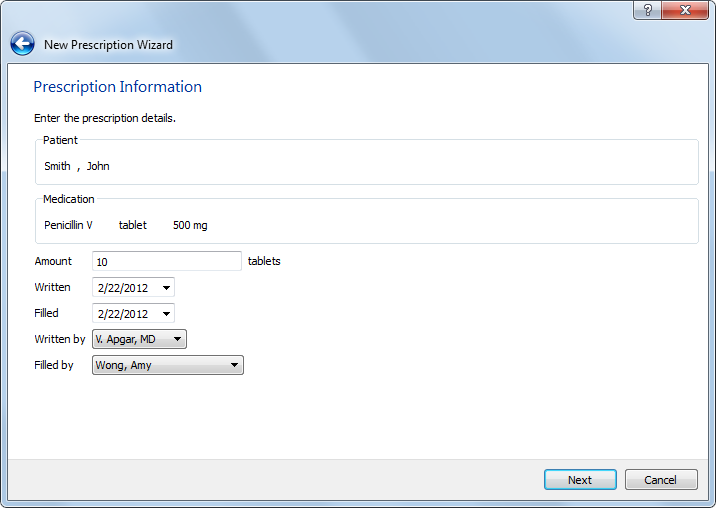 ?
New Prescription Wizard
Prescription Information
Enter the prescription details.
Patient
Smith , John
Medication
Penicillin V tablet 500 mg
Amount 10 tablets
Written 2/22/2012
Filled 2/22/2012
Written by V. Apgar, MD
Filled by Wong, Amy
Next Cancel